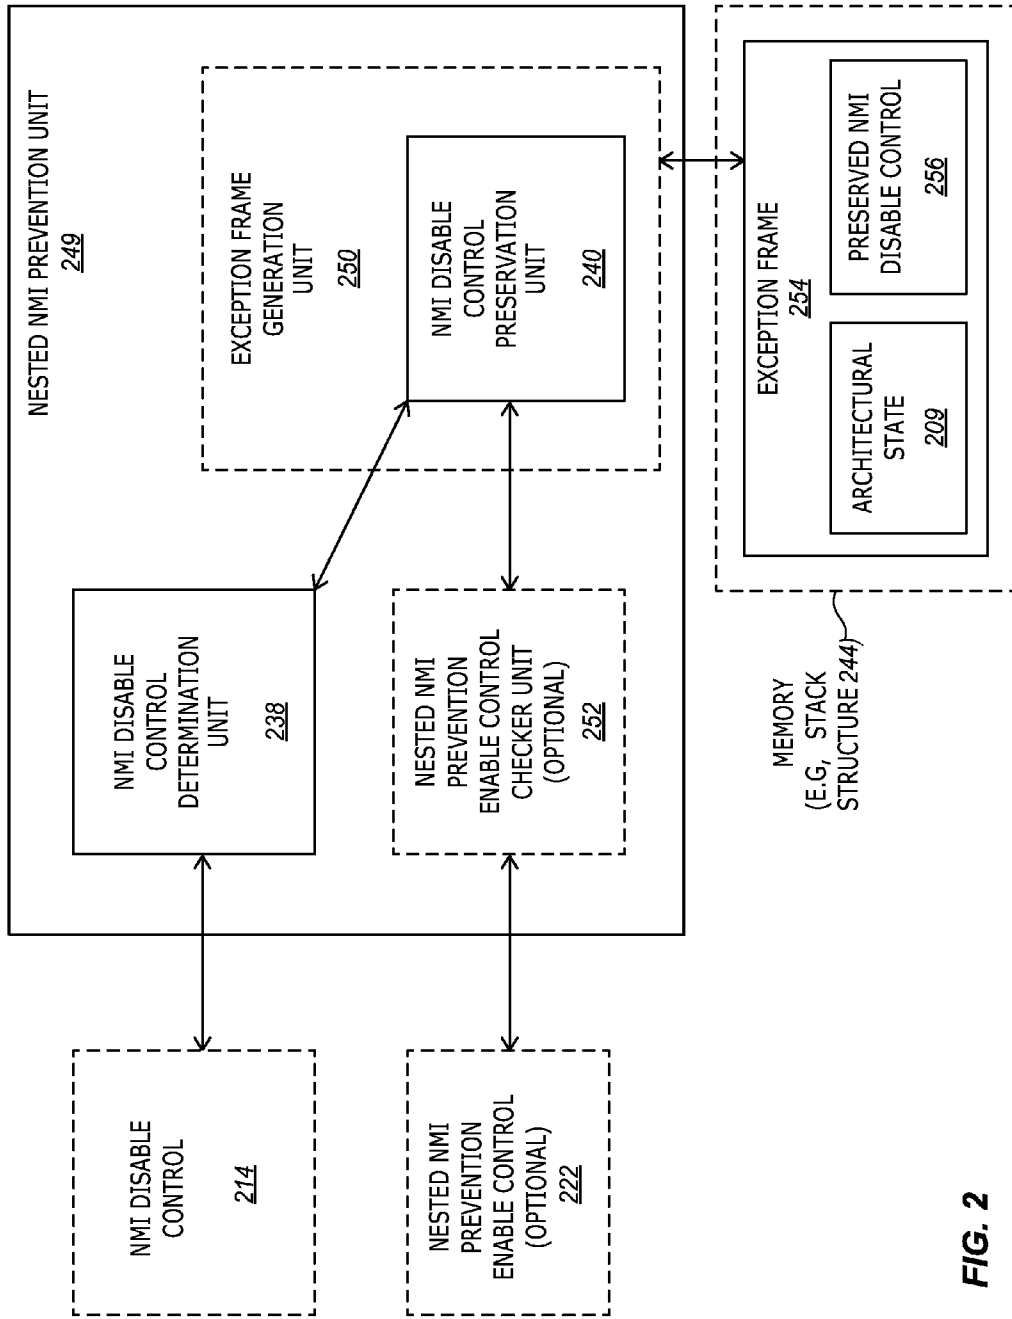 NESTED NMI PREVENTION UNIT
249
NMI DISABLE
CONTROL
214
NMI DISABLE
CONTROL
DETERMINATION
UNIT
238
EXCEPTION FRAME
GENERATION
UNIT
250
NMI DISABLE
CONTROL
PRESERVATION
UNIT
240
NESTED NMI
PREVENTION
ENABLE CONTROL
(OPTIONAL)
222
NESTED NMI
PREVENTION
ENABLE CONTROL
CHECKER UNIT
(OPTIONAL)
252
MEMORY
(E.G, STACK
STRUCTURE 244)
EXCEPTION FRAME
254
ARCHITECTURAL
STATE
209
PRESERVED NMI
DISABLE CONTROL
256
FIG. 2